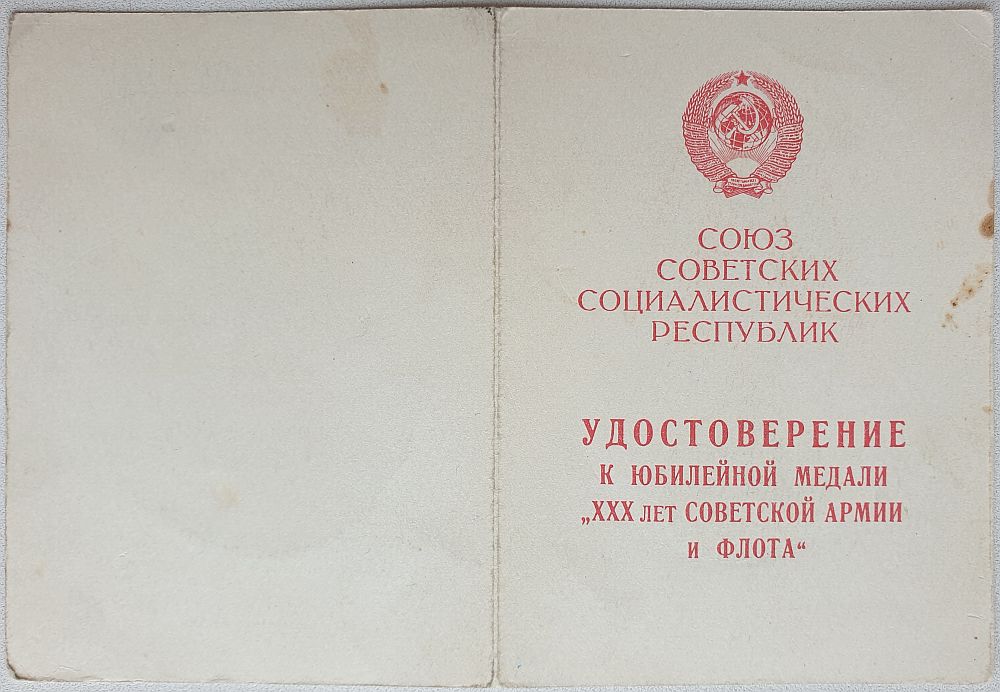 СОЮЗ
СОВЕТСКИХ
СОЦИАЛИСТИЧЕСКИХ
РЕСПУБЛИК
УДОСТОВЕРЕНИЕ
К ЮБИЛЕЙНОЙ МЕДАЛИ
„XXX ЛЕТ СОВЕТСКОЙ АРМИИ
И ФЛОТА“